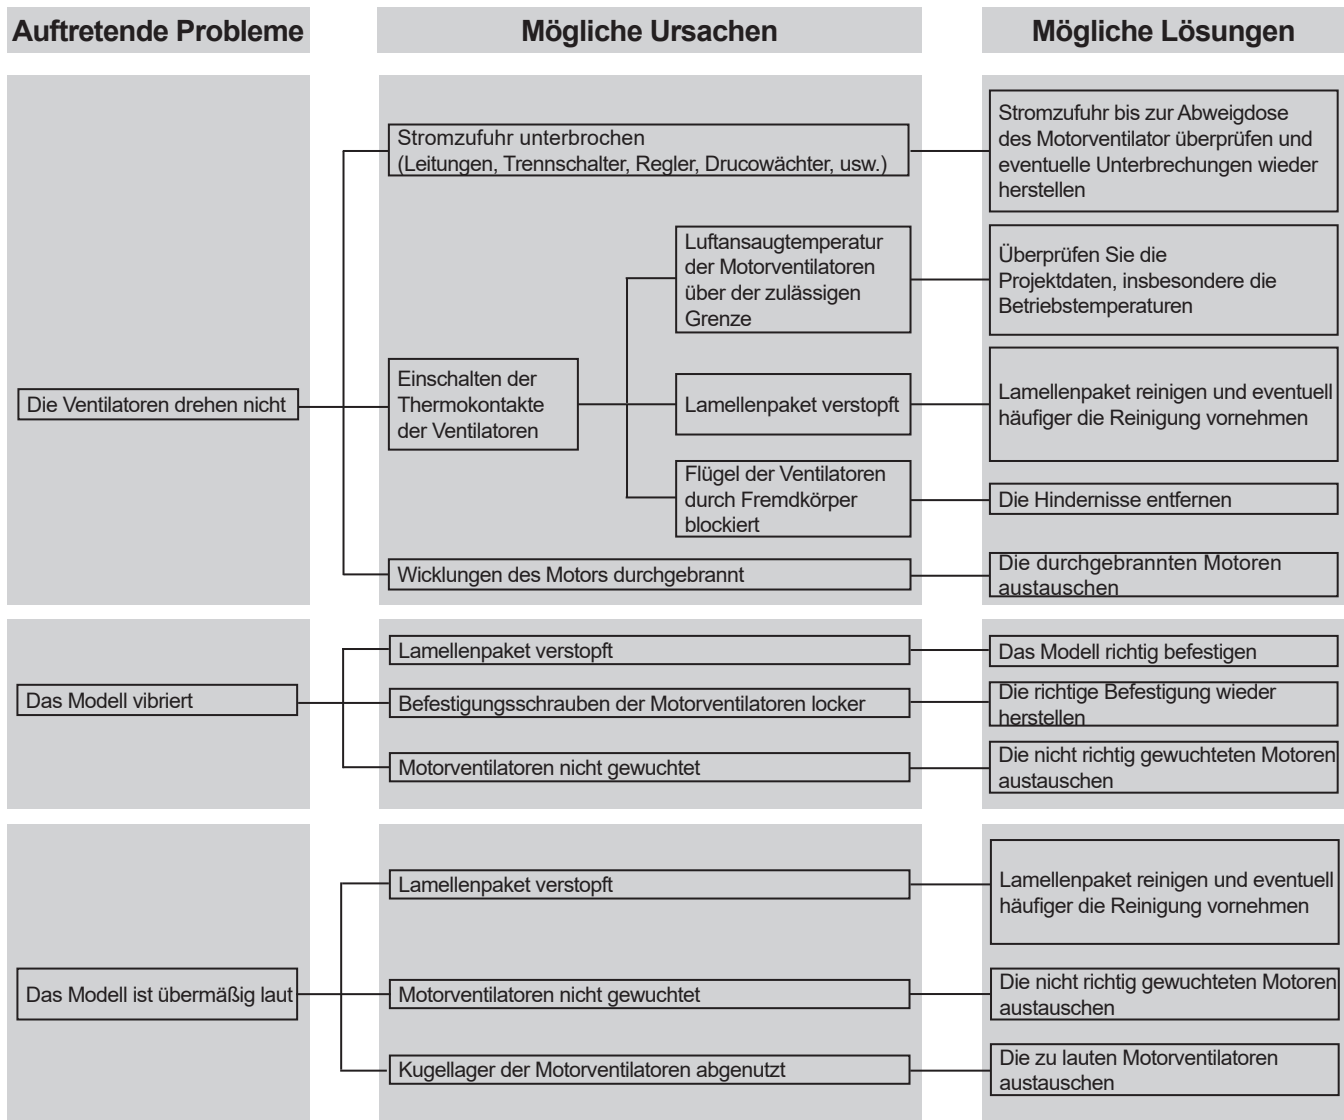 Auftretende Probleme
Mögliche Ursachen
Mögliche Lösungen
Die Ventilatoren drehen nicht
Stromzufuhr unterbrochen
(Leitungen, Trennschalter, Regler, Drucowächter, usw.)
Stromzufuhr bis zur Abweigdose
des Motorventilator überprüfen und
eventuelle Unterbrechungen wieder
herstellen
Einschalten der
Thermokontakte
der Ventilatoren
Luftansaugtemperatur
der Motorventilatoren
über der zulässigen
Grenze
Überprüfen Sie die
Projektdaten, insbesondere die
Betriebstemperaturen
Lamellenpaket verstopft
Lamellenpaket reinigen und eventuell
häufiger die Reinigung vornehmen
Flügel der Ventilatoren
durch Fremdkörper
blockiert
Die Hindernisse entfernen
Wicklungen des Motors durchgebrannt
Die durchgebrannten Motoren
austauschen
Das Modell vibriert
Lamellenpaket verstopft
Das Modell richtig befestigen
Befestigungsschrauben der Motorventilatoren locker
Die richtige Befestigung wieder
herstellen
Motorventilatoren nicht gewuchtet
Die nicht richtig gewuchteten Motoren
austauschen
Das Modell ist übermäßig laut
Lamellenpaket verstopft
Lamellenpaket reinigen und eventuell
häufiger die Reinigung vornehmen
Motorventilatoren nicht gewuchtet
Die nicht richtig gewuchteten Motoren
austauschen
Kugellager der Motorventilatoren abgenutzt
Die zu lauten Motorventilatoren
austauschen